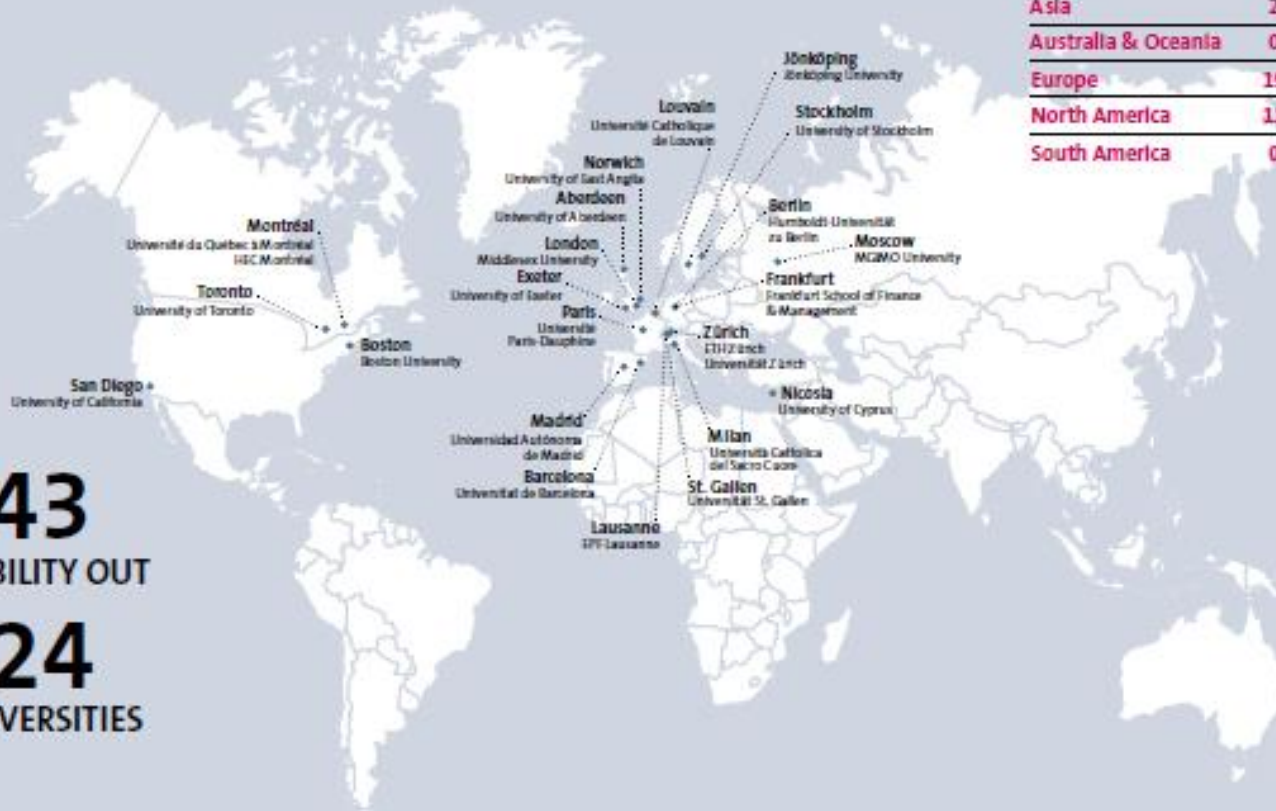 Asia 2
Australia & Oceania 0
Europe 1
North America 1
South America 0
Jönköping
Jönköping University
Louvain
Université Catholique
de Louvain
Stockholm
University of Stockholm
Norwich
University of East Anglia
Aberdeen
University of Aberdeen
Berlin
Humboldt-Universität
zu Berlin
Montréal
Université du Québec à Montréal
HEC Montréal
London
Middlesex University
Moscow
MGIMO University
Exeter
University of Exeter
Frankfurt
Frankfurt School of Finance
& Management
Toronto
University of Toronto
Paris
Université
Paris-Dauphine
Zürich
ETH Zürich
Universität Zürich
Boston
Boston University
San Diego
University of California
Nicosia
University of Cyprus
Madrid
Universidad Autónoma
de Madrid
Milan
Università Cattolica
del Sacro Cuore
Barcelona
Universitat de Barcelona
St. Gallen
Universität St. Gallen
Lausanne
EPF Lausanne
43
BILITY OUT
24
VERSITIES